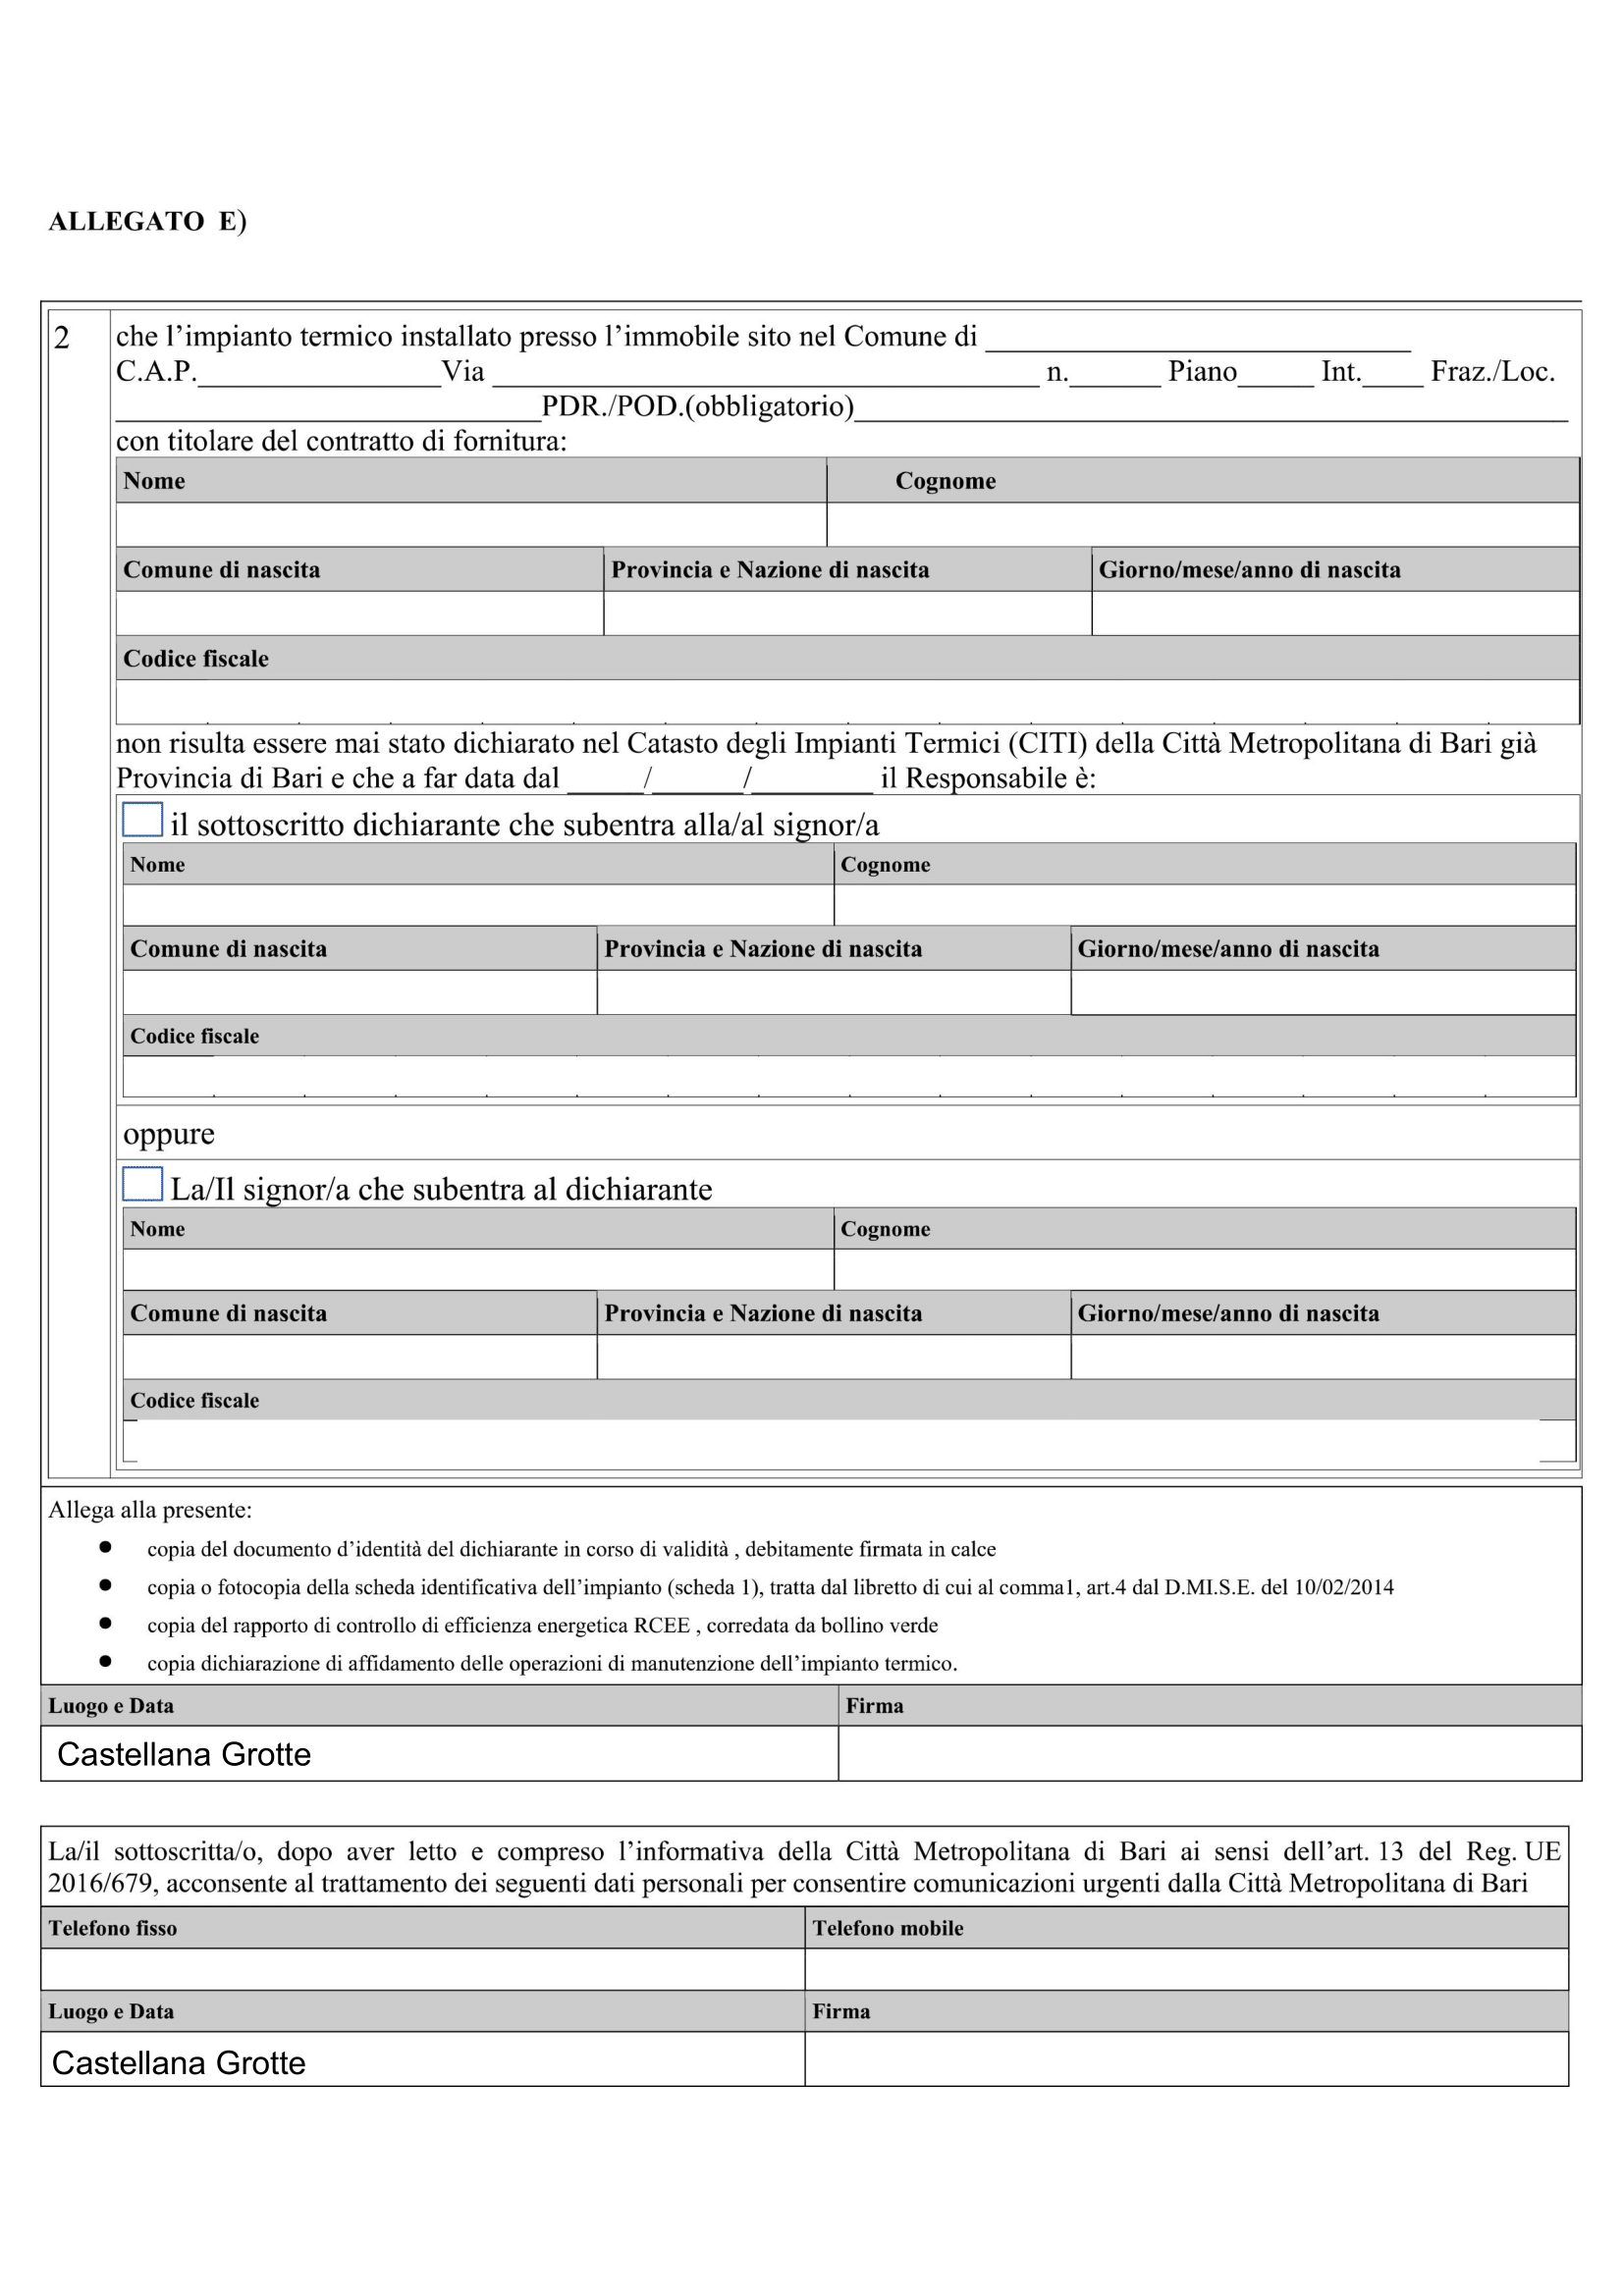 ALLEGATO E)
2 che l’impianto termico installato presso l’immobile sito nel Comune di ____________________________
C.A.P.________________Via ____________________________________ n.______ Piano_____ Int.____ Fraz./Loc.
____________________________PDR./POD.(obbligatorio)_______________________________________________
con titolare del contratto di fornitura:
Nome Cognome
Comune di nascita Provincia e Nazione di nascita Giorno/mese/anno di nascita
Codice fiscale
non risulta essere mai stato dichiarato nel Catasto degli Impianti Termici (CITI) della Città Metropolitana di Bari già
Provincia di Bari e che a far data dal _____/______/________ il Responsabile è:
il sottoscritto dichiarante che subentra alla/al signor/a
Nome Cognome
Comune di nascita Provincia e Nazione di nascita Giorno/mese/anno di nascita
Codice fiscale
oppure
La/Il signor/a che subentra al dichiarante
Nome Cognome
Comune di nascita Provincia e Nazione di nascita Giorno/mese/anno di nascita
Codice fiscale
Allega alla presente:
● copia del documento d’identità del dichiarante in corso di validità , debitamente firmata in calce
● copia o fotocopia della scheda identificativa dell’impianto (scheda 1), tratta dal libretto di cui al comma1, art.4 dal D.MI.S.E. del 10/02/2014
● copia del rapporto di controllo di efficienza energetica RCEE , corredata da bollino verde
● copia dichiarazione di affidamento delle operazioni di manutenzione dell’impianto termico.
Luogo e Data Firma
Castellana Grotte
La/il sottoscritta/o, dopo aver letto e compreso l’informativa della Città Metropolitana di Bari ai sensi dell’art. 13 del Reg. UE
2016/679, acconsente al trattamento dei seguenti dati personali per consentire comunicazioni urgenti dalla Città Metropolitana di Bari
Telefono fisso Telefono mobile
Luogo e Data Firma
Castellana Grotte